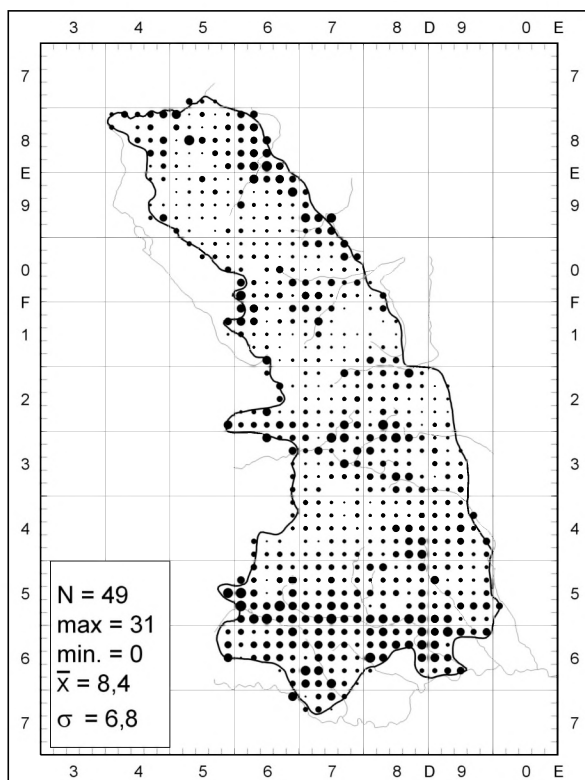 3 4 5 6 7 8 D 9 0 E
7 7
8 8
E E
9 9
0 0
F F
1 1
2 2
3 3
4 4
5 5
6 6
7 7
N = 49
max = 31
min. = 0
x̅ = 8,4
σ = 6,8
3 4 5 6 7 8 D 9 0 E